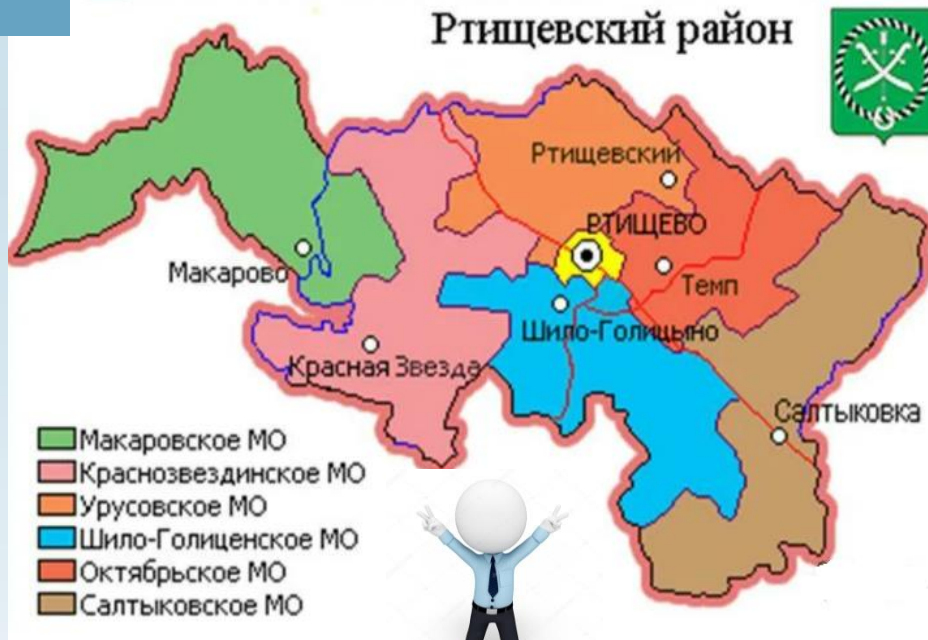 Ртищевский район
Ртищевский
РТИЩЕВО
Макарово
Темп
Шило-Голицыно
Красная Звезда
Салтыковка
Макаровское МО
Краснозвездинское МО
Урусовское МО
Шило-Голиценское МО
Октябрьское МО
Салтыковское МО